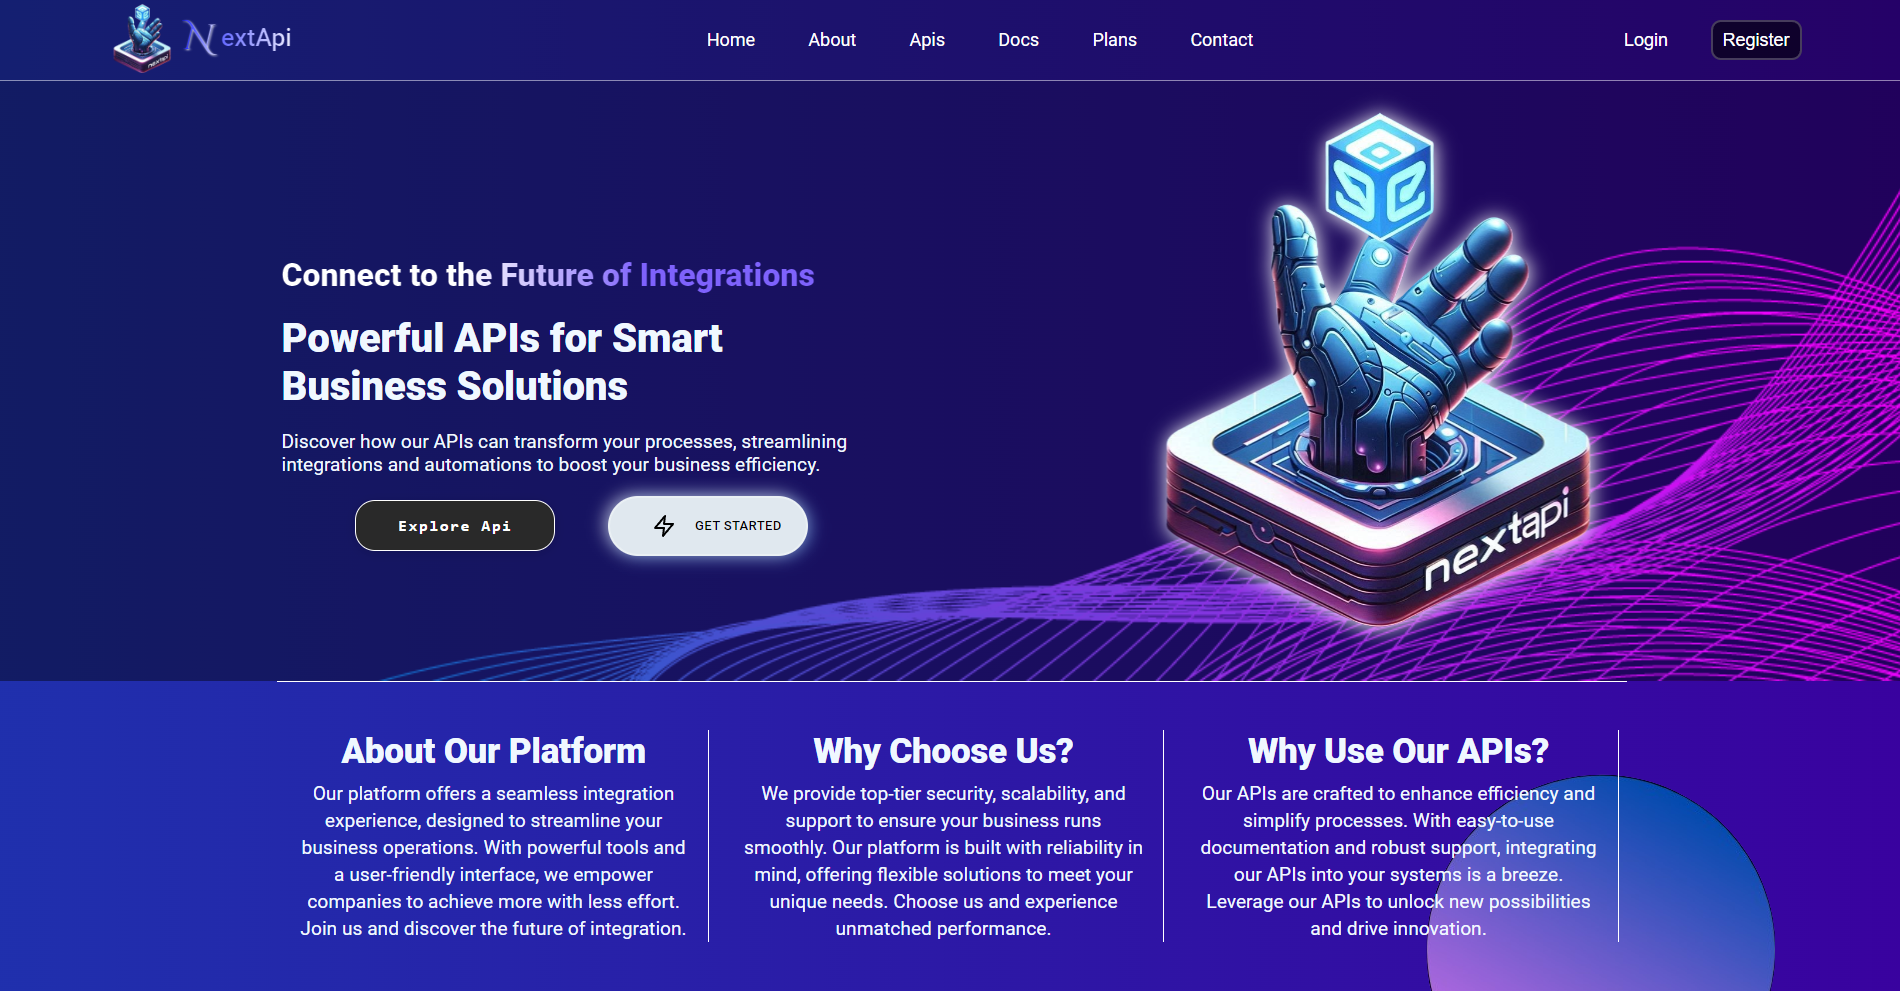 NextApi
Home About Apis Docs Plans Contact
Login Register
Connect to the Future of Integrations
Powerful APIs for Smart
Business Solutions
Discover how our APIs can transform your processes, streamlining
integrations and automations to boost your business efficiency.
Explore Api GET STARTED
nextapi
About Our Platform
Our platform offers a seamless integration
experience, designed to streamline your
business operations. With powerful tools and
a user-friendly interface, we empower
companies to achieve more with less effort.
Join us and discover the future of integration.
Why Choose Us?
We provide top-tier security, scalability, and
support to ensure your business runs
smoothly. Our platform is built with reliability in
mind, offering flexible solutions to meet your
unique needs. Choose us and experience
unmatched performance.
Why Use Our APIs?
Our APIs are crafted to enhance efficiency and
simplify processes. With easy-to-use
documentation and robust support, integrating
our APIs into your systems is a breeze.
Leverage our APIs to unlock new possibilities
and drive innovation.